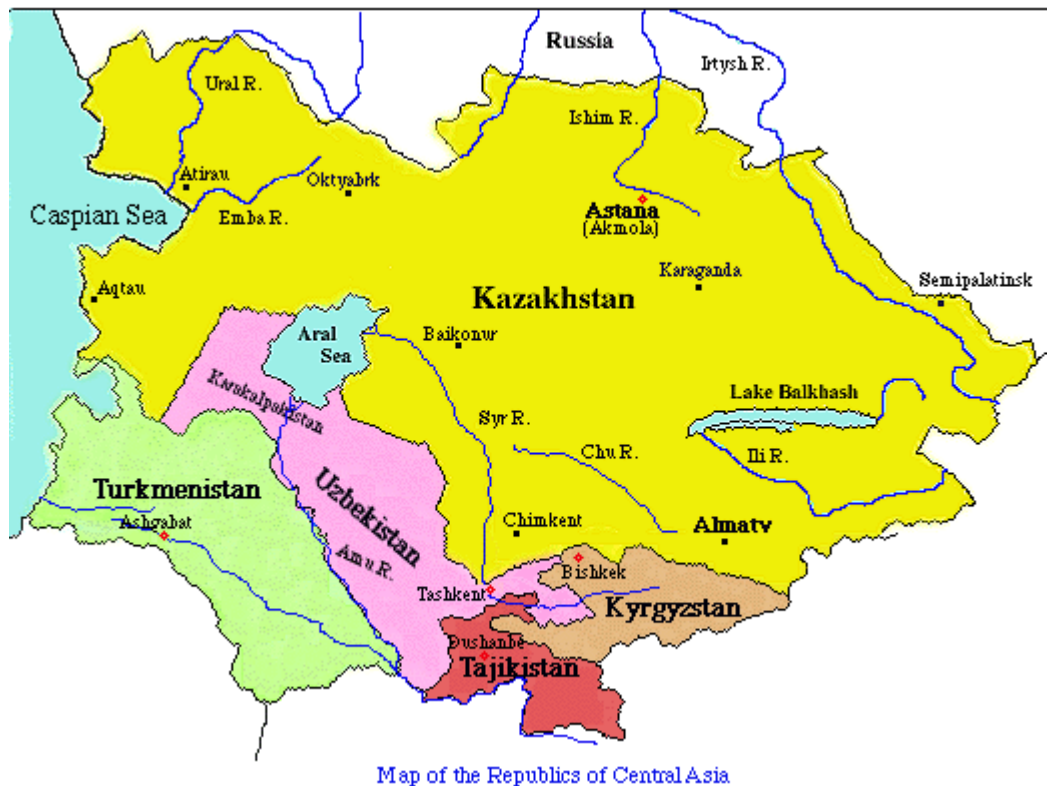 Russia
Irtysh R.
Ural R.
Ishim R.
Atirau
Oktyabrk
Caspian Sea
Emba R.
Astana
(Akmola)
Karaganda
Semipalatinsk
Aqtau
Kazakhstan
Aral
Sea
Baikonur
Karakalpakistan
Lake Balkhash
Syr R.
Chu R.
Ili R.
Turkmenistan
Uzbekistan
Ashgabat
Chimkent
Almaty
Amu R.
Tashkent
Bishkek
Kyrgyzstan
Dushanbe
Tajikistan
Map of the Republics of Central Asia